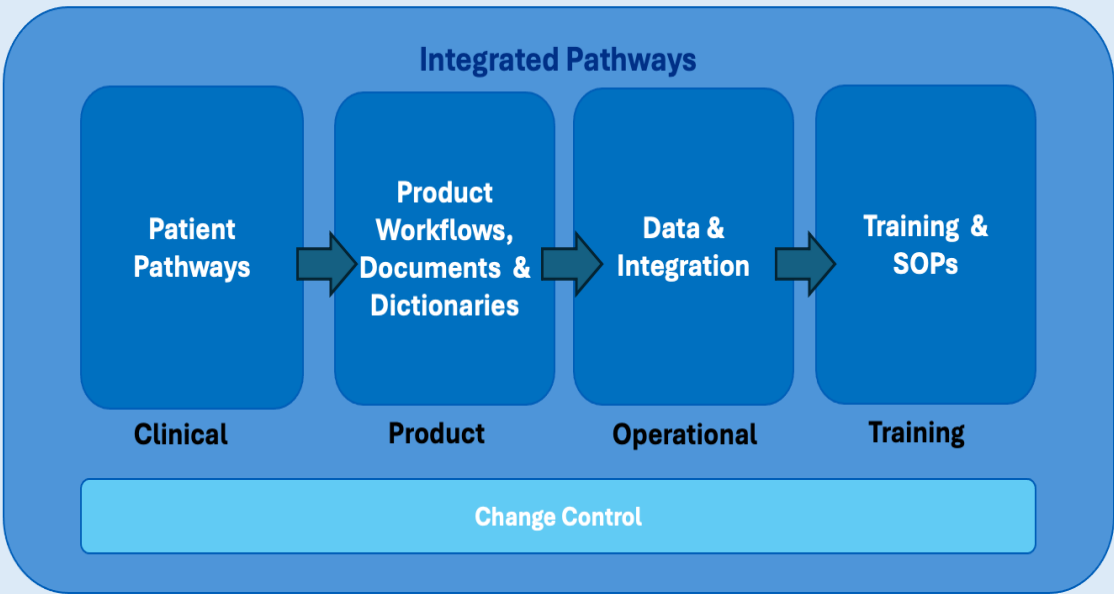 Integrated Pathways
Patient
Pathways
Product
Workflows,
Documents &
Dictionaries
Data &
Integration
Training &
SOPs
Clinical
Product
Operational
Training
Change Control